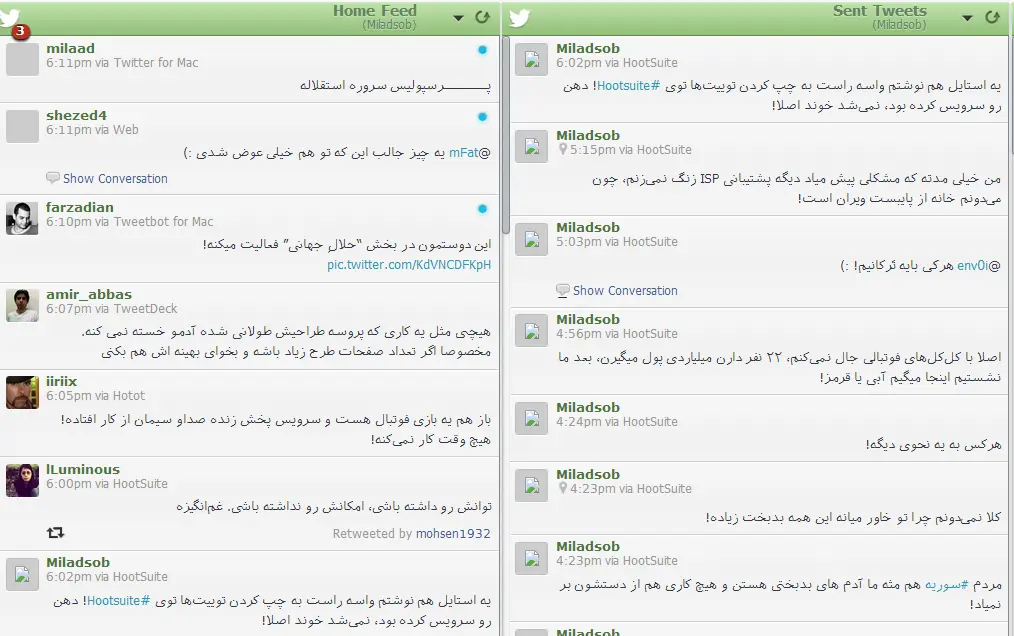 Home Feed
(Miladsob)
3
milaad
6:11pm via Twitter for Mac
پـــــــــرسپولیس سروره استقلاله
shezed4
6:11pm via Web
@mFat یه چیز جالب این که تو هم خیلی عوض شدی :)
Show Conversation
farzadian
6:10pm via Tweetbot for Mac
این دوستمون در بخش “حلالِ جهانی” فعالیت میکنه!
pic.twitter.com/KdVNCDFKpH
amir_abbas
6:07pm via TweetDeck
هیچی مثل یه کاری که پروسه طراحیش طولانی شده آدمو خسته نمی کنه.
مخصوصا اگر تعداد صفحات طرح زیاد باشه و بخوای بهینه اش هم بکنی
iiriix
6:05pm via Hotot
باز هم یه بازی فوتبال هست و سرویس پخش زنده صداو سیمان از کار افتاده!
هیچ وقت کار نمی‌کنه!
lLuminous
6:00pm via HootSuite
توانش رو داشته باشی، امکانش رو نداشته باشی. غم‌انگیزه
Retweeted by mohsen1932
Miladsob
6:02pm via HootSuite
یه استایل هم نوشتم واسه راست به چپ کردن توییت‌ها توی #Hootsuite! دهن
رو سرویس کرده بود، نمی‌شد خوند اصلا!
Sent Tweets
(Miladsob)
Miladsob
6:02pm via HootSuite
یه استایل هم نوشتم واسه راست به چپ کردن توییت‌ها توی #Hootsuite! دهن
رو سرویس کرده بود، نمی‌شد خوند اصلا!
Miladsob
5:15pm via HootSuite
من خیلی مدته که مشکلی پیش میاد دیگه پشتیبانی ISP زنگ نمی‌زنم، چون
می‌دونم خانه از پایبست ویران است!
Miladsob
5:03pm via HootSuite
@env0i هرکی بایه ئرکانیم! :)
Show Conversation
Miladsob
4:56pm via HootSuite
اصلا با کل‌کل‌های فوتبالی حال نمی‌کنم، ۲۲ نفر دارن میلیاردی پول میگیرن، بعد ما
نشستیم اینجا میگیم آبی یا قرمز!
Miladsob
4:24pm via HootSuite
هرکس به یه نحوی دیگه!
Miladsob
4:23pm via HootSuite
کلا نمی‌دونم چرا تو خاور میانه این همه بدبخت زیاده!
Miladsob
4:23pm via HootSuite
مردم #سوریه هم مثه ما آدم های بدبختی هستن و هیچ کاری هم از دستشون بر
نمیاد!
Miladsob